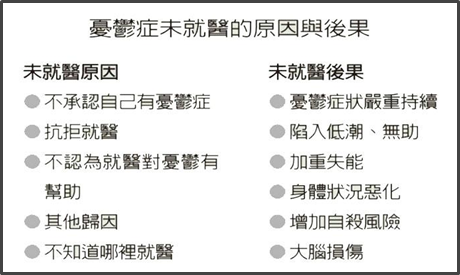 憂鬱症未就醫的原因與後果
未就醫原因
不承認自己有憂鬱症
抗拒就醫
不認為就醫對憂鬱有
幫助
其他歸因
不知道哪裡就醫
未就醫後果
憂鬱症狀嚴重持續
陷入低潮、無助
加重失能
身體狀況惡化
增加自殺風險
大腦損傷